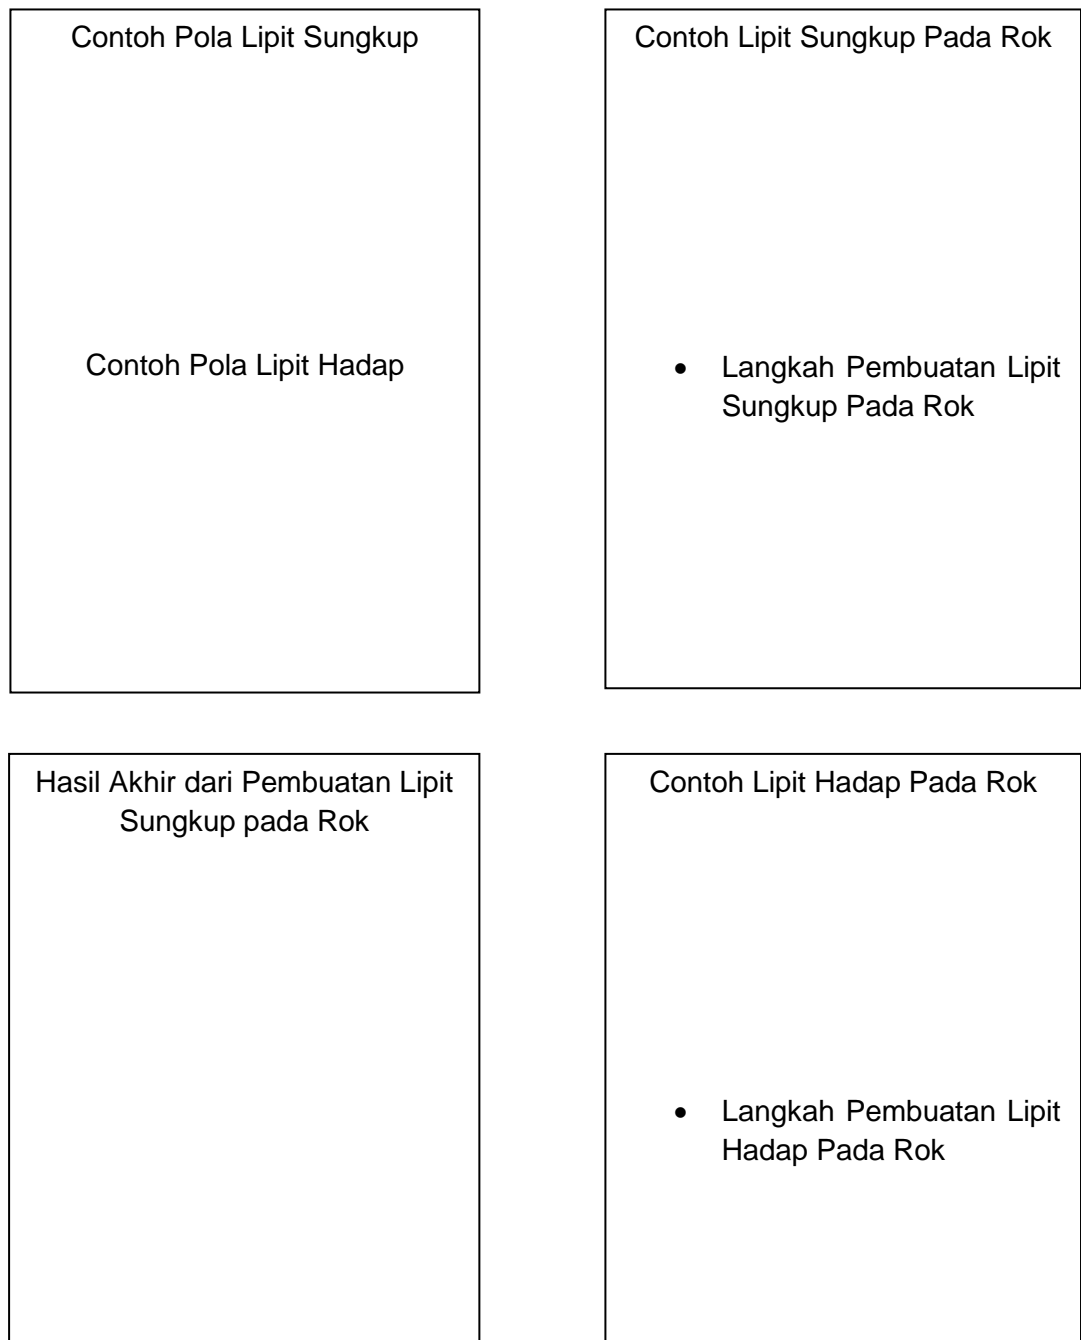 Contoh Pola Lipit Sungkup
Contoh Pola Lipit Hadap
Contoh Lipit Sungkup Pada Rok
• Langkah Pembuatan Lipit
Sungkup Pada Rok
Hasil Akhir dari Pembuatan Lipit
Sungkup pada Rok
Contoh Lipit Hadap Pada Rok
• Langkah Pembuatan Lipit
Hadap Pada Rok